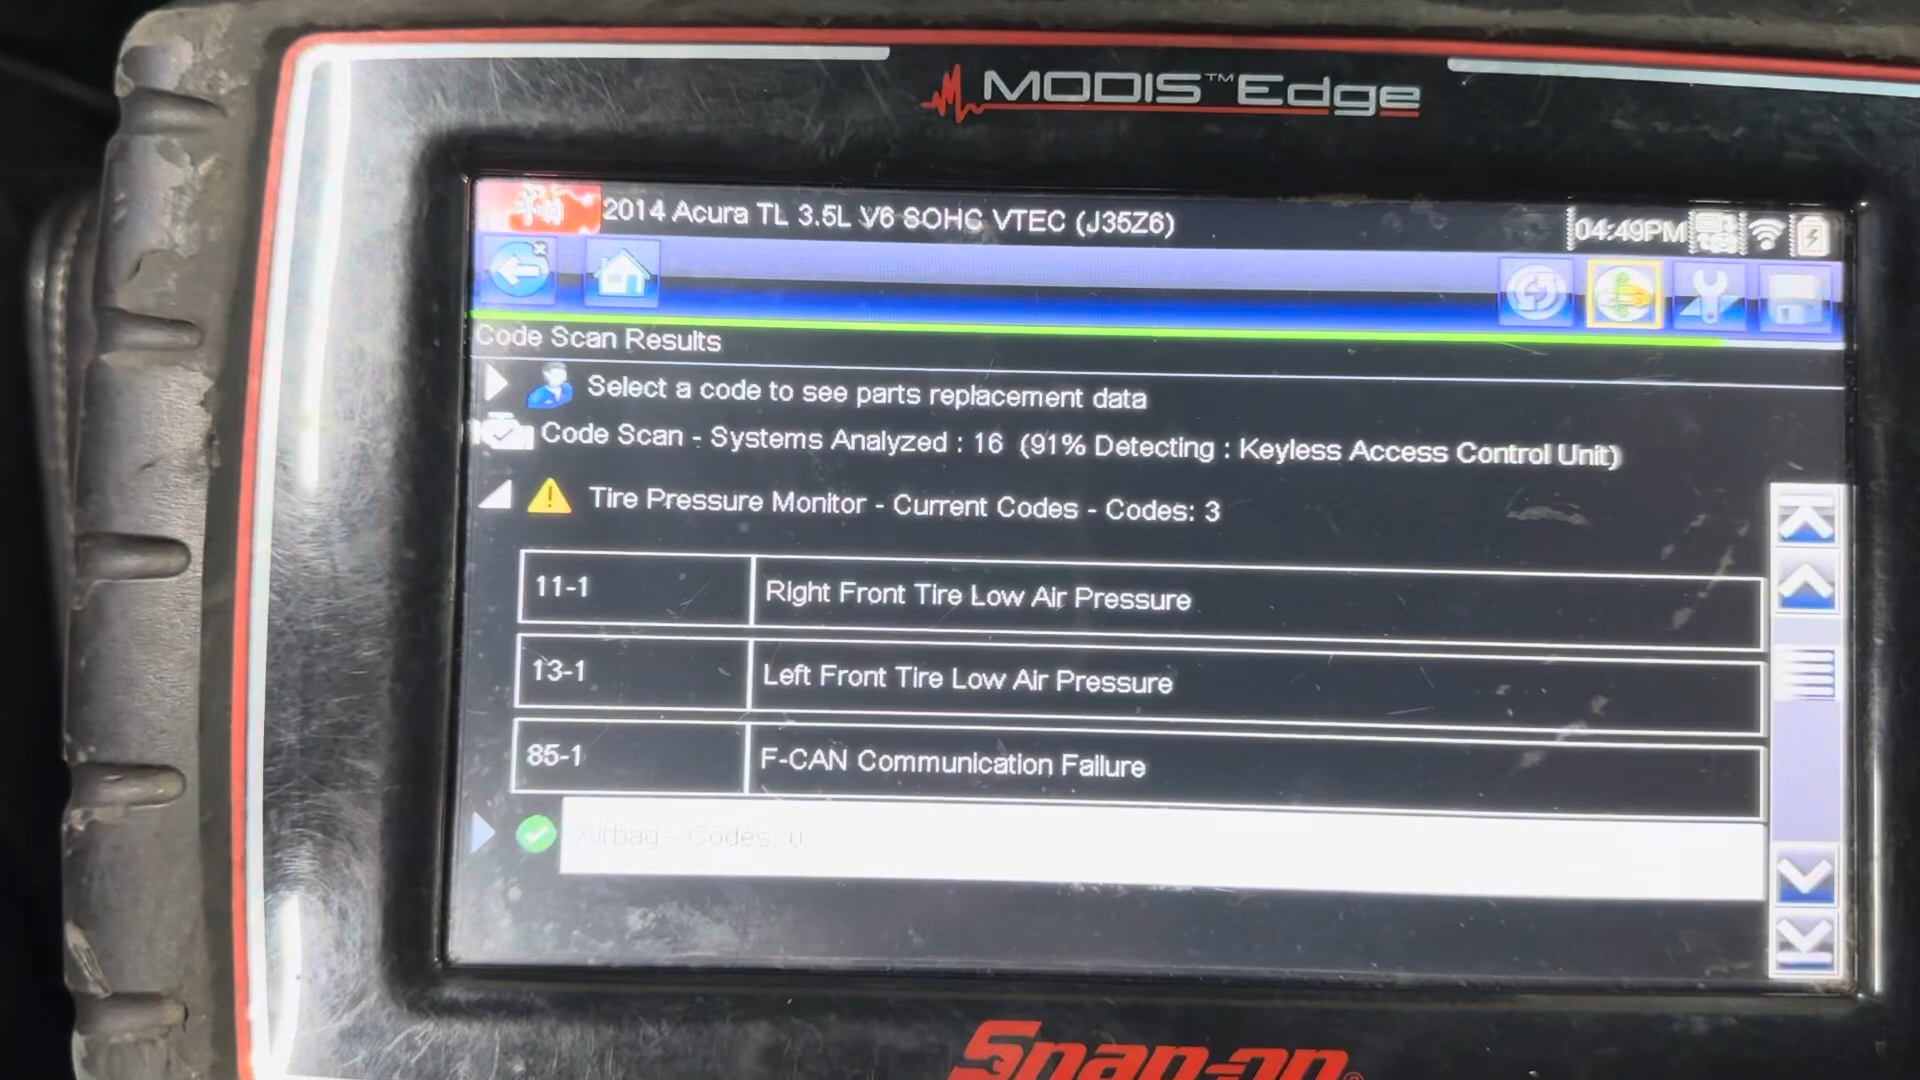 MODIS™Edge
2014 Acura TL 3.5L V6 SOHC VTEC (J35Z6)
04:49PM
Code Scan Results
Select a code to see parts replacement data
Code Scan - Systems Analyzed : 16 (91% Detecting : Keyless Access Control Unit)
Tire Pressure Monitor - Current Codes - Codes: 3
11-1 Right Front Tire Low Air Pressure
13-1 Left Front Tire Low Air Pressure
85-1 F-CAN Communication Failure
Airbag - Codes: 0
Snap-on®